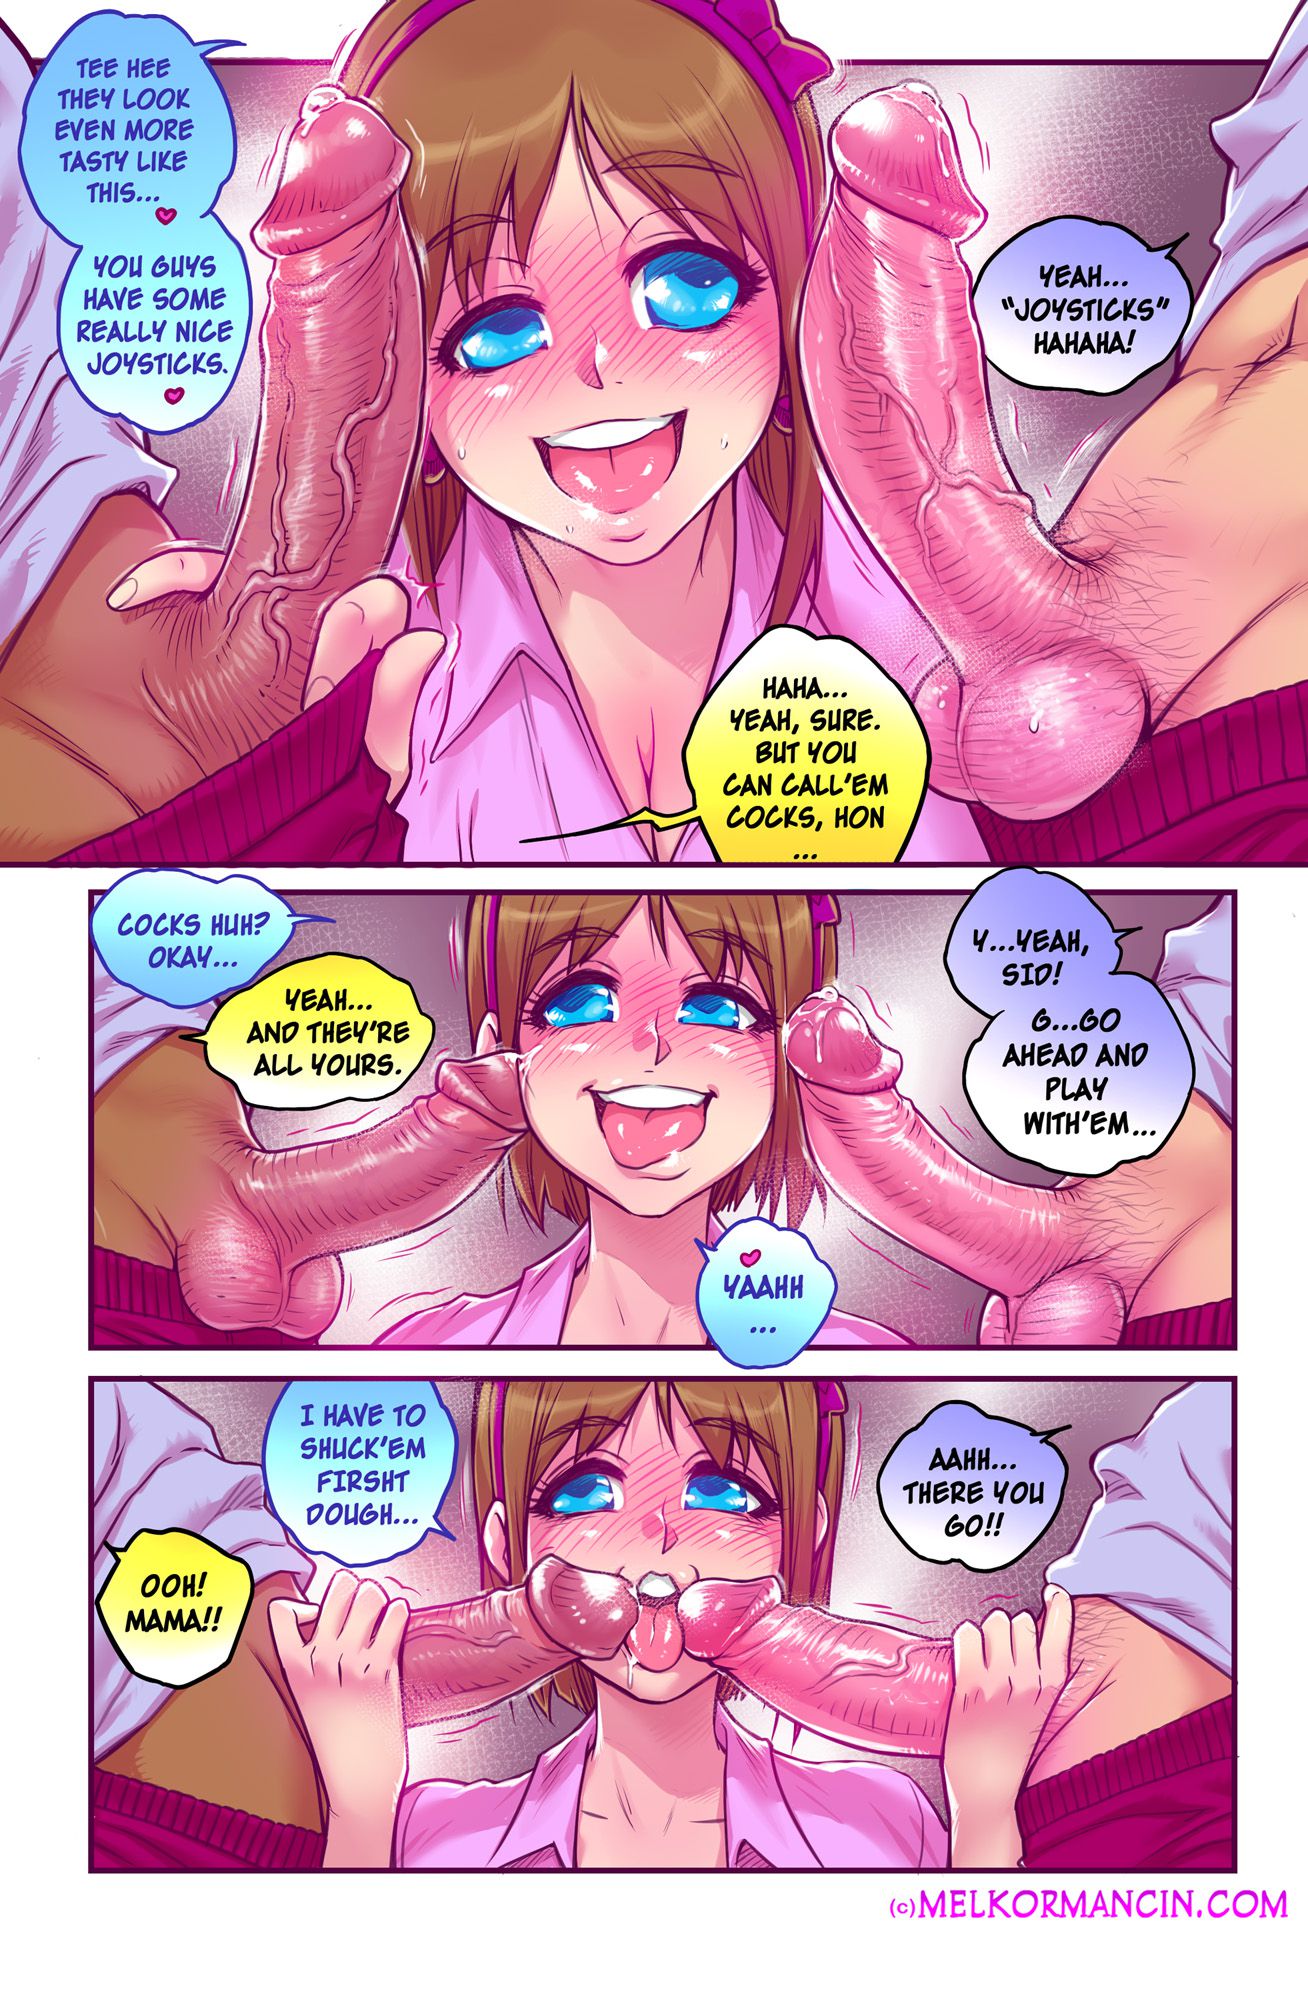 TEE HEE
THEY LOOK
EVEN MORE
TASTY LIKE
THIS...
YOU GUYS
HAVE SOME
REALLY NICE
JOYSTICKS.
YEAH...
"JOYSTICKS"
HAHAHA!
HAHA...
YEAH, SURE.
BUT YOU
CAN CALL'EM
COCKS, HON
...
COCKS HUH?
OKAY...
YEAH...
AND THEY'RE
ALL YOURS.
Y...YEAH,
SID!
G...GO
AHEAD AND
PLAY
WITH'EM...
YAAHH
...
I HAVE TO
SHUCK'EM
FIRSHT
DOUGH...
OOH!
MAMA!!
AAHH...
THERE YOU
GO!!
(c)MELKORMANCIN.COM